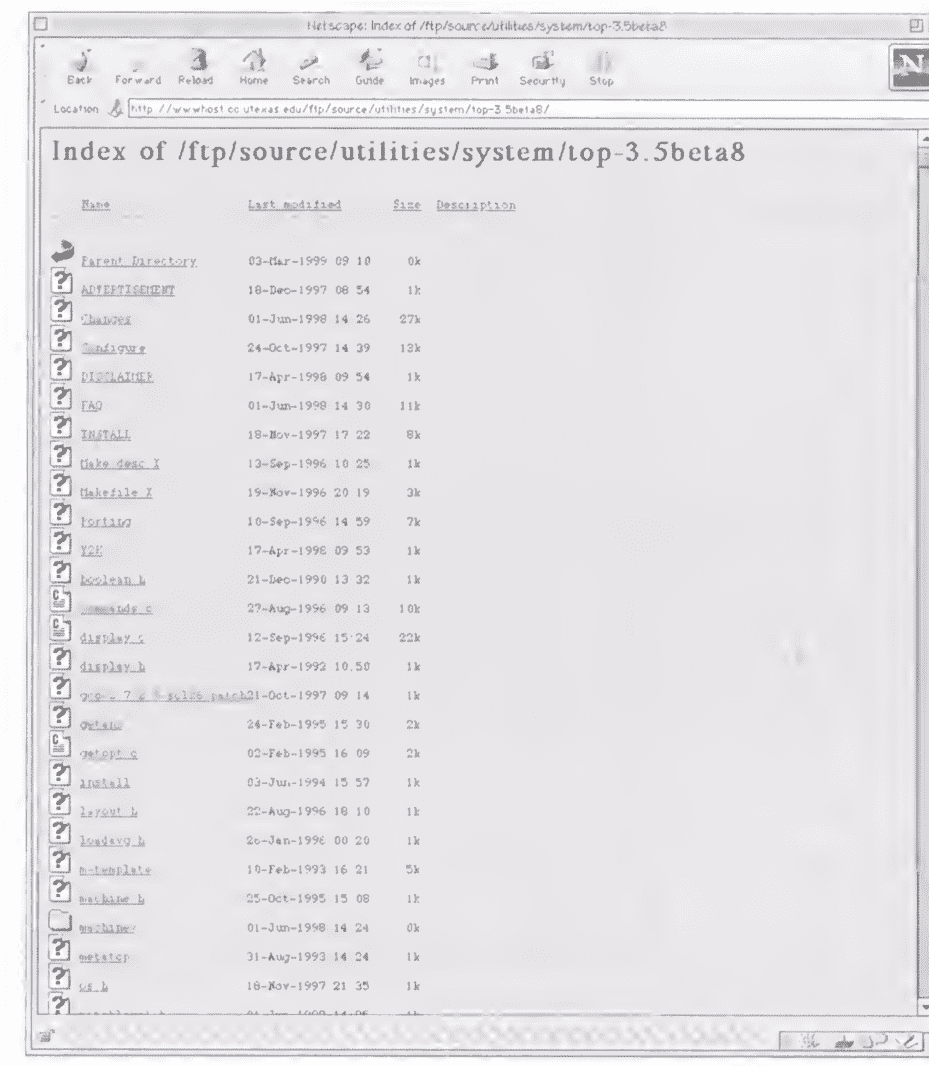 Netscape: Index of /ftp/source/utilities/system/top-3.5beta8
Back Forward Reload Home Search Guide Images Print Security Stop
Location http://wwwhost.cc.utexas.edu/ftp/source/utilities/system/top-3.5beta8/
N
Index of /ftp/source/utilities/system/top-3.5beta8
Name Last modified Size Description
Parent Directory 03-Mar-1999 09 10 0k
ADVERTISEMENT 18-Dec-1997 08 54 1k
Changes 01-Jun-1998 14 26 27k
Configure 24-Oct-1997 14 39 13k
DISCLAIMER 17-Apr-1998 09 54 1k
FAQ 01-Jun-1998 14 30 11k
INSTALL 18-Nov-1997 17 22 8k
Make desc X 13-Sep-1996 10 25 1k
Makefile X 19-Nov-1996 20 19 3k
Porting 10-Sep-1996 14 59 7k
Y2K 17-Apr-1998 09 53 1k
boolean h 21-Dec-1990 13 32 1k
commands c 27-Aug-1996 09 13 10k
display c 12-Sep-1996 15:24 22k
display h 17-Apr-1992 10.50 1k
patch21-Oct-1997 09 14 1k
getans 24-Feb-1995 15 30 2k
getopt c 02-Feb-1995 16 09 2k
install 03-Jun-1994 15 57 1k
layout h 22-Aug-1996 18 10 1k
loadavg h 26-Jan-1996 00 20 1k
m-template 10-Feb-1993 16 21 5k
machine h 25-Oct-1995 15 08 1k
machine/ 01-Jun-1998 14 24 0k
metatop 31-Aug-1993 14 24 1k
os h 18-Nov-1997 21 35 1k